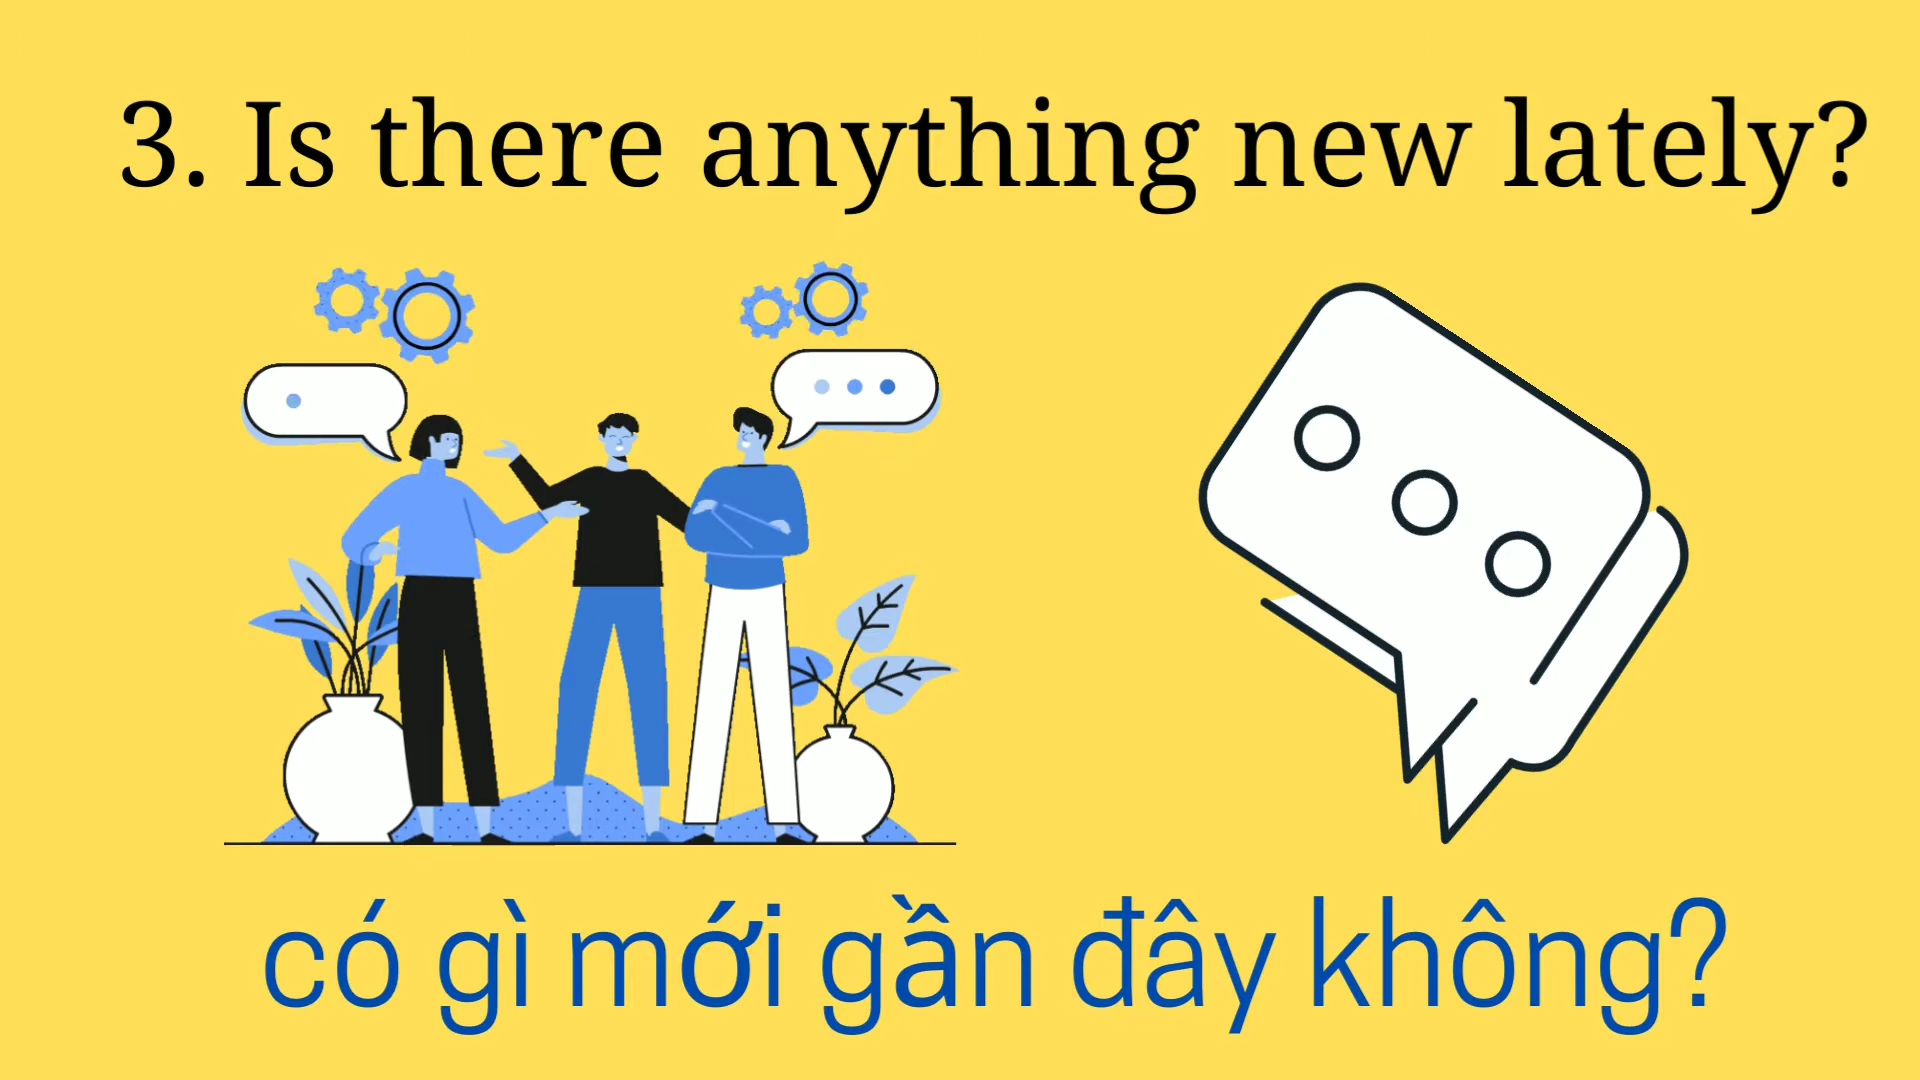 3. Is there anything new lately?
có gì mới gần đây không?